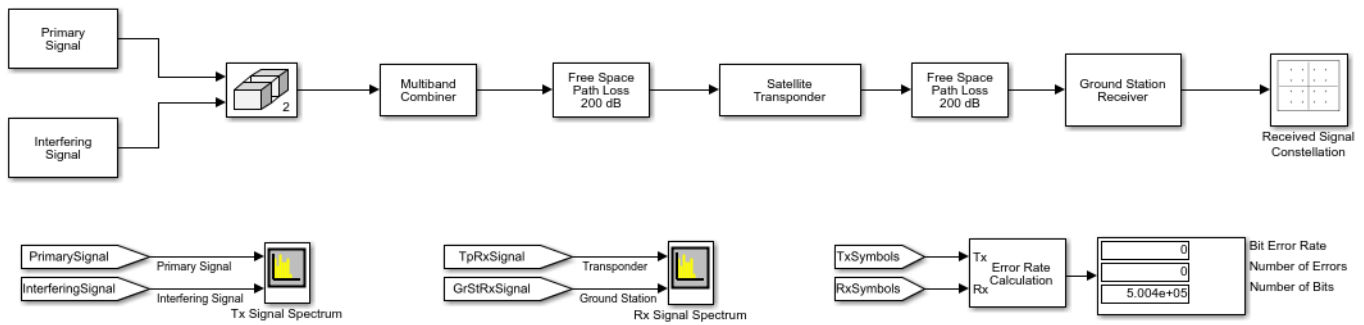 Primary
Signal
Interfering
Signal
2
Multiband
Combiner
Free Space
Path Loss
200 dB
Satellite
Transponder
Free Space
Path Loss
200 dB
Ground Station
Receiver
Received Signal
Constellation
PrimarySignal
Primary Signal
InterferingSignal
Interfering Signal
Tx Signal Spectrum
TpRxSignal
Transponder
GrStRxSignal
Ground Station
Rx Signal Spectrum
TxSymbols
RxSymbols
Tx
Rx
Error Rate
Calculation
0
Bit Error Rate
0
Number of Errors
5.004e+05
Number of Bits